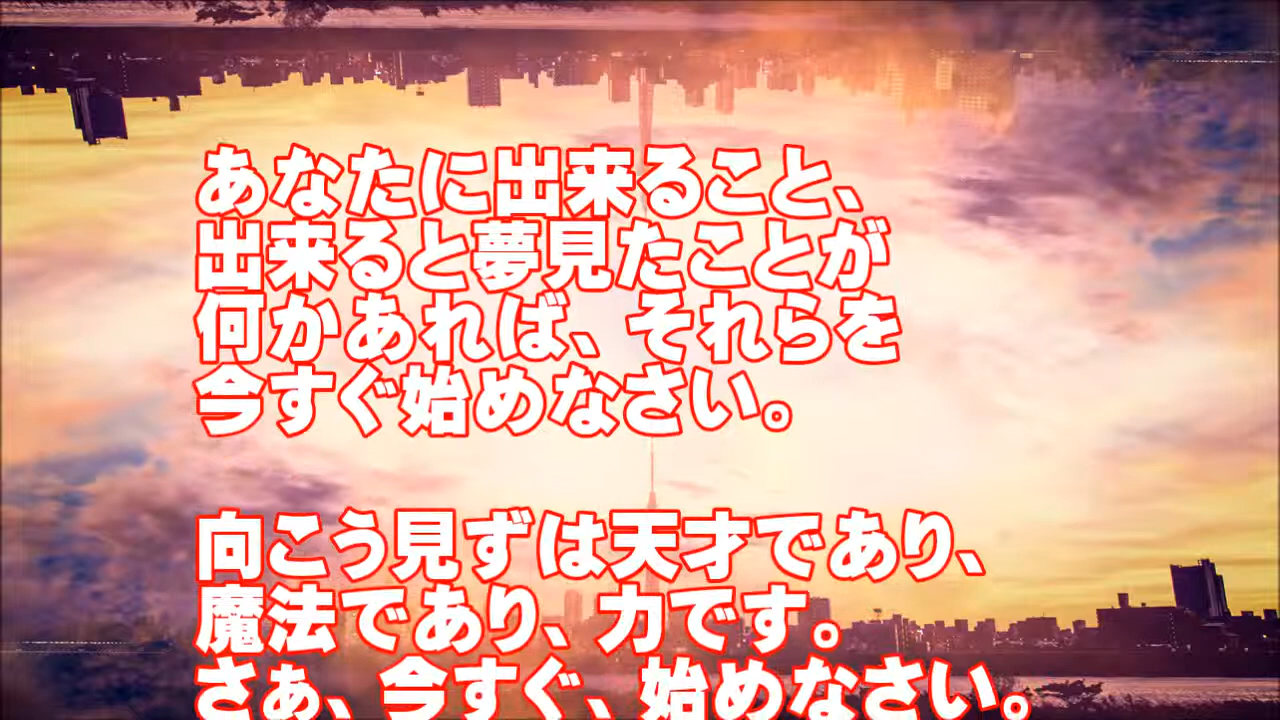 あなたに出来ること、
出来ると夢見たことが
何かあれば、それらを
今すぐ始めなさい。
向こう見ずは天才であり、
魔法であり、力です。
さぁ、今すぐ、始めなさい。